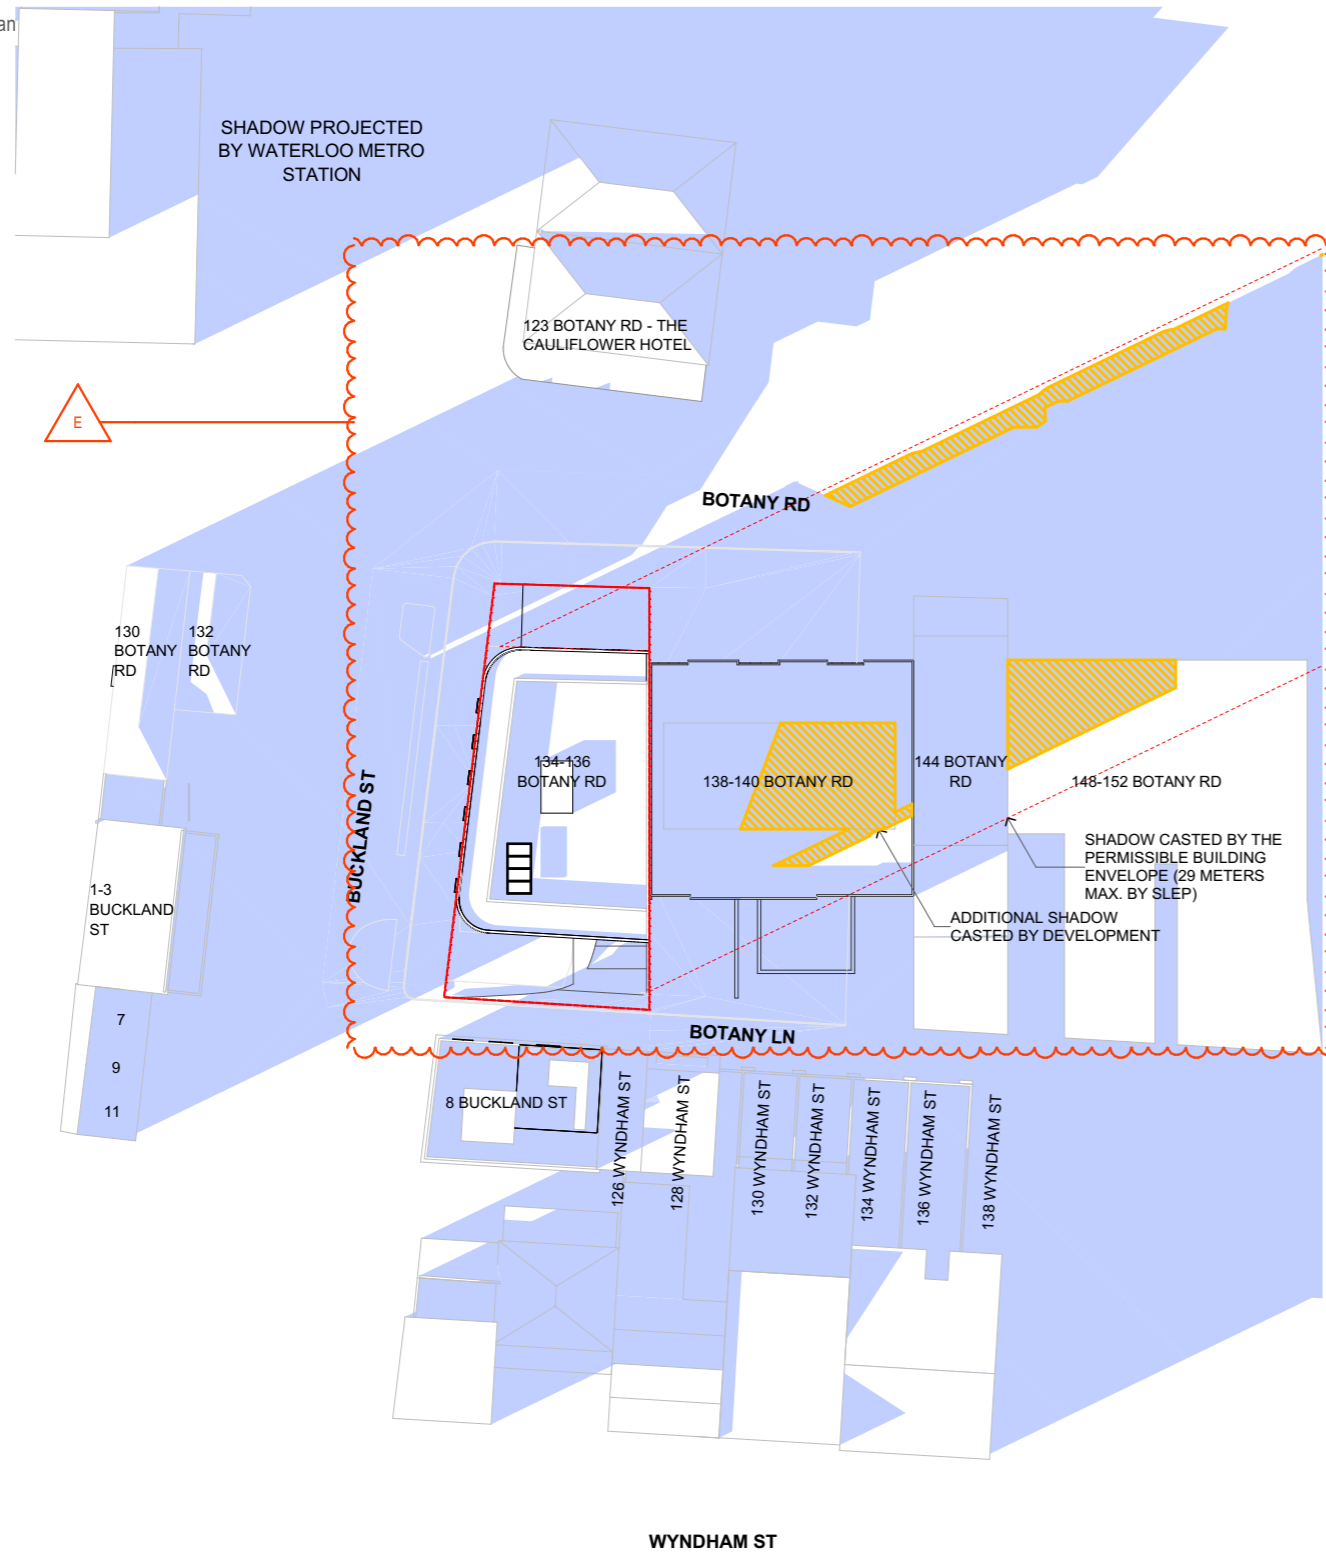 an
SHADOW PROJECTED
BY WATERLOO METRO
STATION
123 BOTANY RD - THE
CAULIFLOWER HOTEL
E
BOTANY RD
130
BOTANY
RD
132
BOTANY
RD
BUCKLAND ST
134-136
BOTANY RD
138-140 BOTANY RD
144 BOTANY
RD
148-152 BOTANY RD
SHADOW CASTED BY THE
PERMISSIBLE BUILDING
ENVELOPE (29 METERS
MAX. BY SLEP)
ADDITIONAL SHADOW
CASTED BY DEVELOPMENT
1-3
BUCKLAND
ST
7
9
11
BOTANY LN
8 BUCKLAND ST
126 WYNDHAM ST
128 WYNDHAM ST
130 WYNDHAM ST
132 WYNDHAM ST
134 WYNDHAM ST
136 WYNDHAM ST
138 WYNDHAM ST
WYNDHAM ST